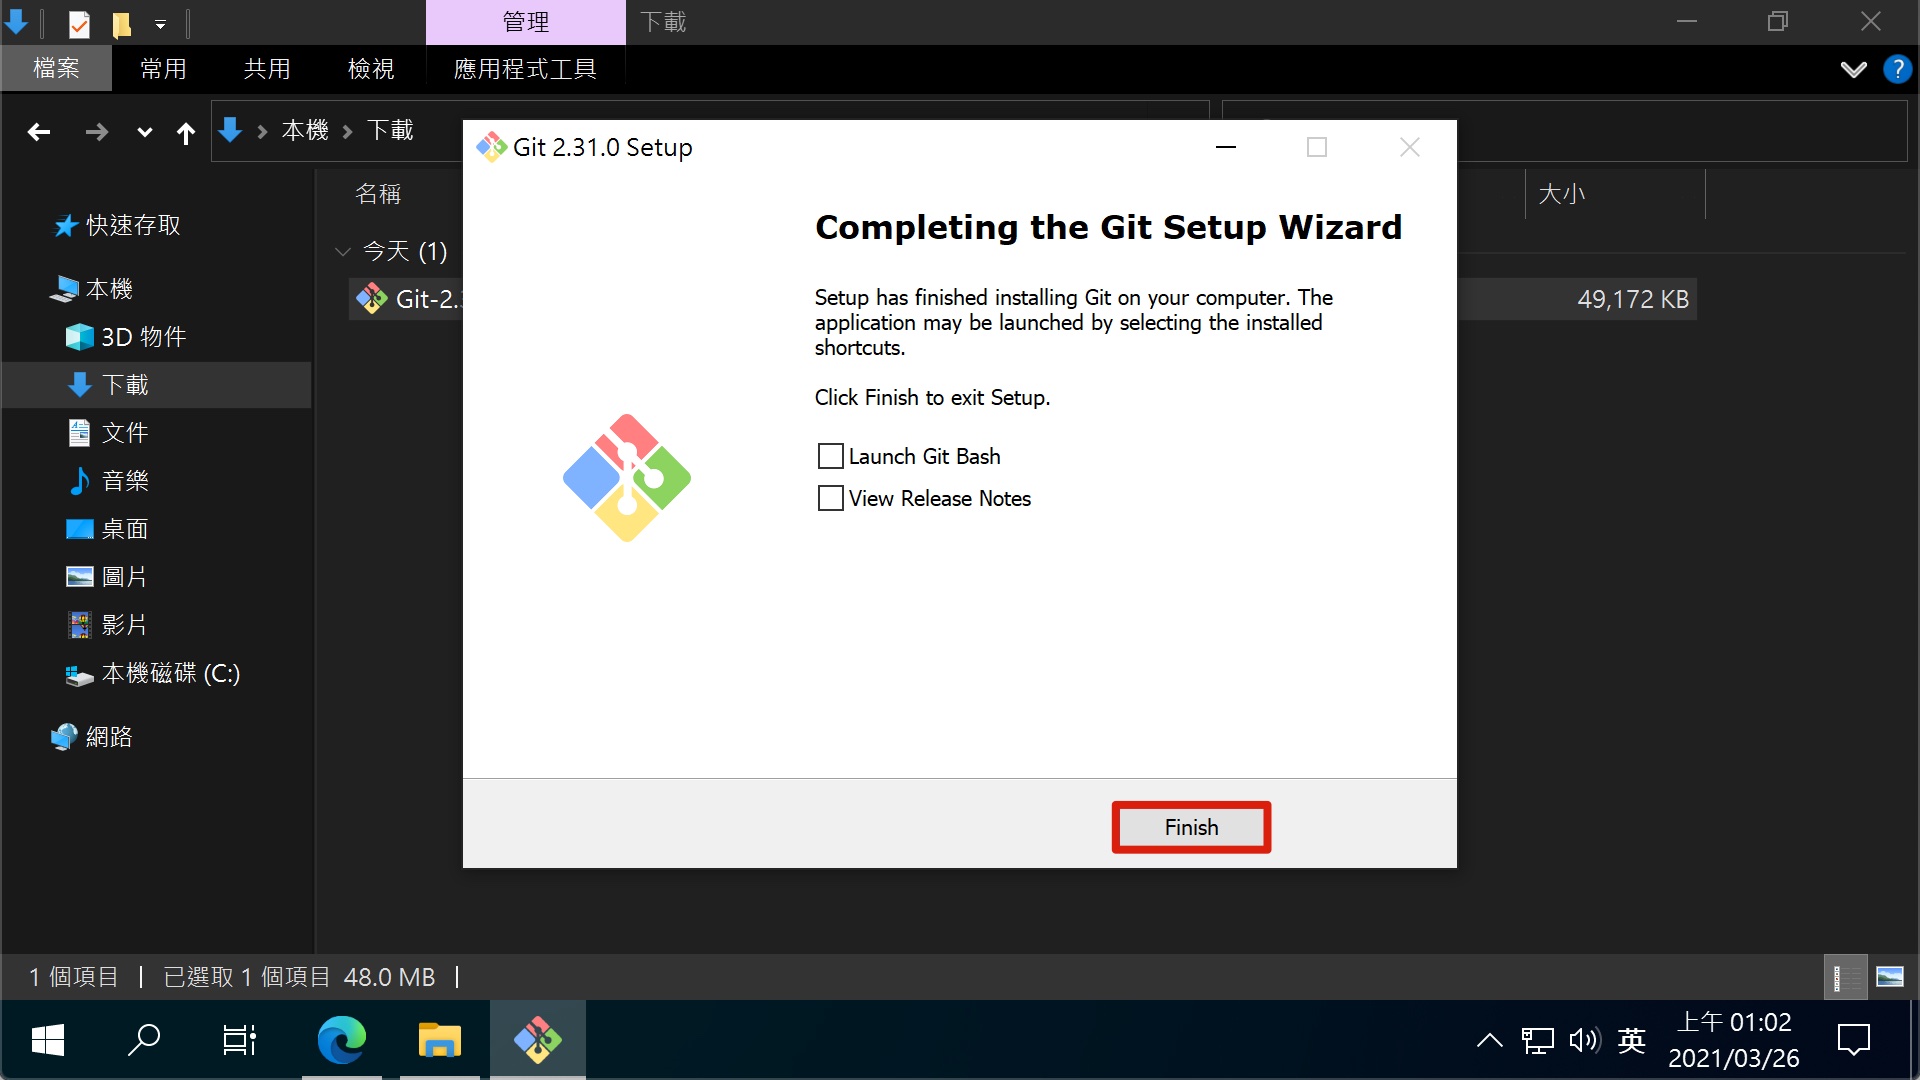 管理
下載
檔案
常用
共用
檢視
應用程式工具
?
本機
下載
Git 2.31.0 Setup
名稱
大小
Completing the Git Setup Wizard
快速存取
今天 (1)
本機
Git-2.
49,172 KB
Setup has finished installing Git on your computer. The
application may be launched by selecting the installed
shortcuts.
3D 物件
下載
Click Finish to exit Setup.
文件
Launch Git Bash
音樂
View Release Notes
桌面
圖片
影片
本機磁碟 (C:)
網路
Finish
1 個項目
已選取 1 個項目
48.0 MB
英
上午 01:02
2021/03/26